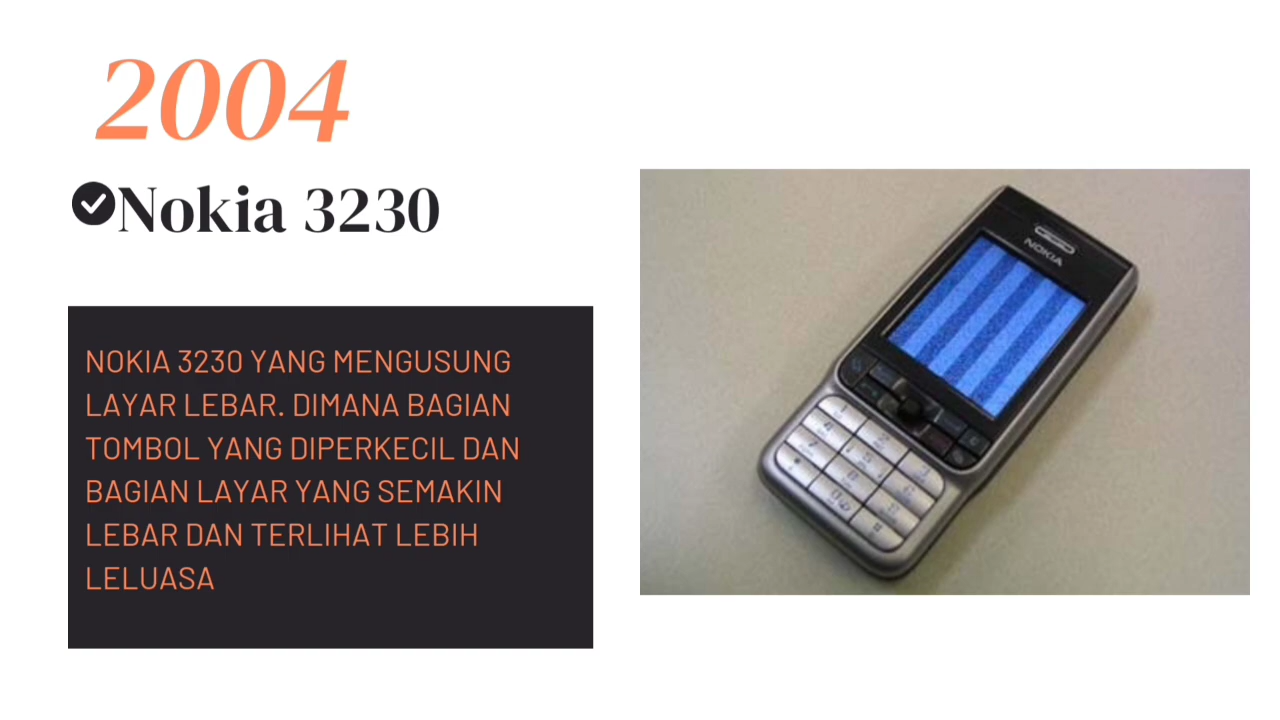 2004
Nokia 3230
NOKIA 3230 YANG MENGUSUNG
LAYAR LEBAR. DIMANA BAGIAN
TOMBOL YANG DIPERKECIL DAN
BAGIAN LAYAR YANG SEMAKIN
LEBAR DAN TERLIHAT LEBIH
LELUASA
NOKIA